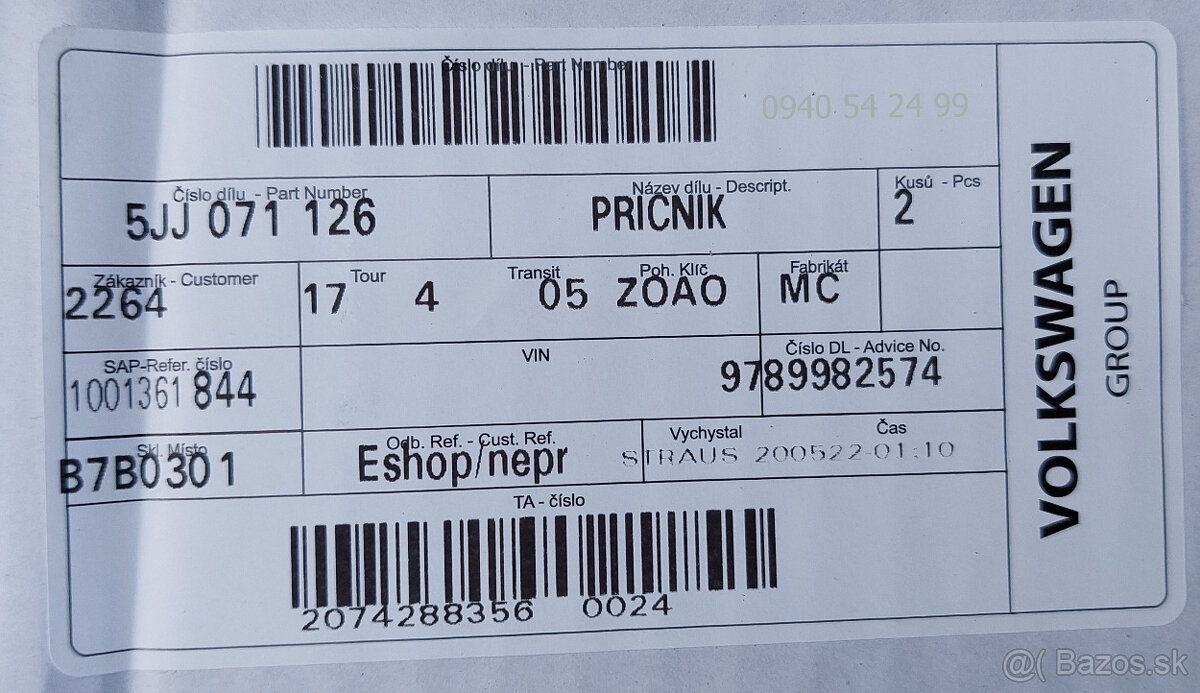 Číslo dílu - Part Number
0940 54 24 99
Číslo dílu - Part Number
5JJ 071 126
Název dílu - Descript.
PRICNIK
Kusů - Pcs
2
Zákazník - Customer
2264
Tour
17 4
Transit
05
Poh. Klíč
ZOAO
Fabrikát
MC
SAP-Refer. číslo
1001361 844
VIN
Číslo DL - Advice No.
9789982574
Skl. Místo
B7B0301
Odb. Ref. - Cust. Ref.
Eshop/nepr
Vychystal
STRAUS
Čas
200522-01:10
TA - číslo
2074288356 0024
VOLKSWAGEN
GROUP
@( Bazos.sk